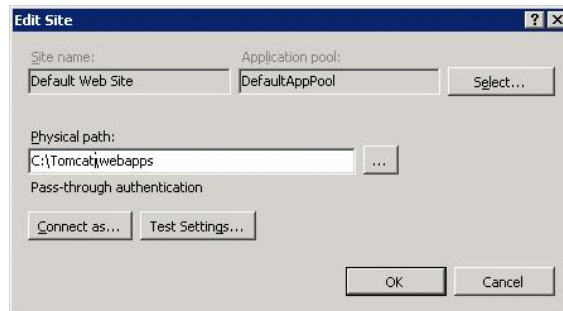 Edit Site
Site name:
Application pool:
Default Web Site
DefaultAppPool
Select...
Physical path:
C:\Tomcat\webapps
...
Pass-through authentication
Connect as...
Test Settings...
OK
Cancel